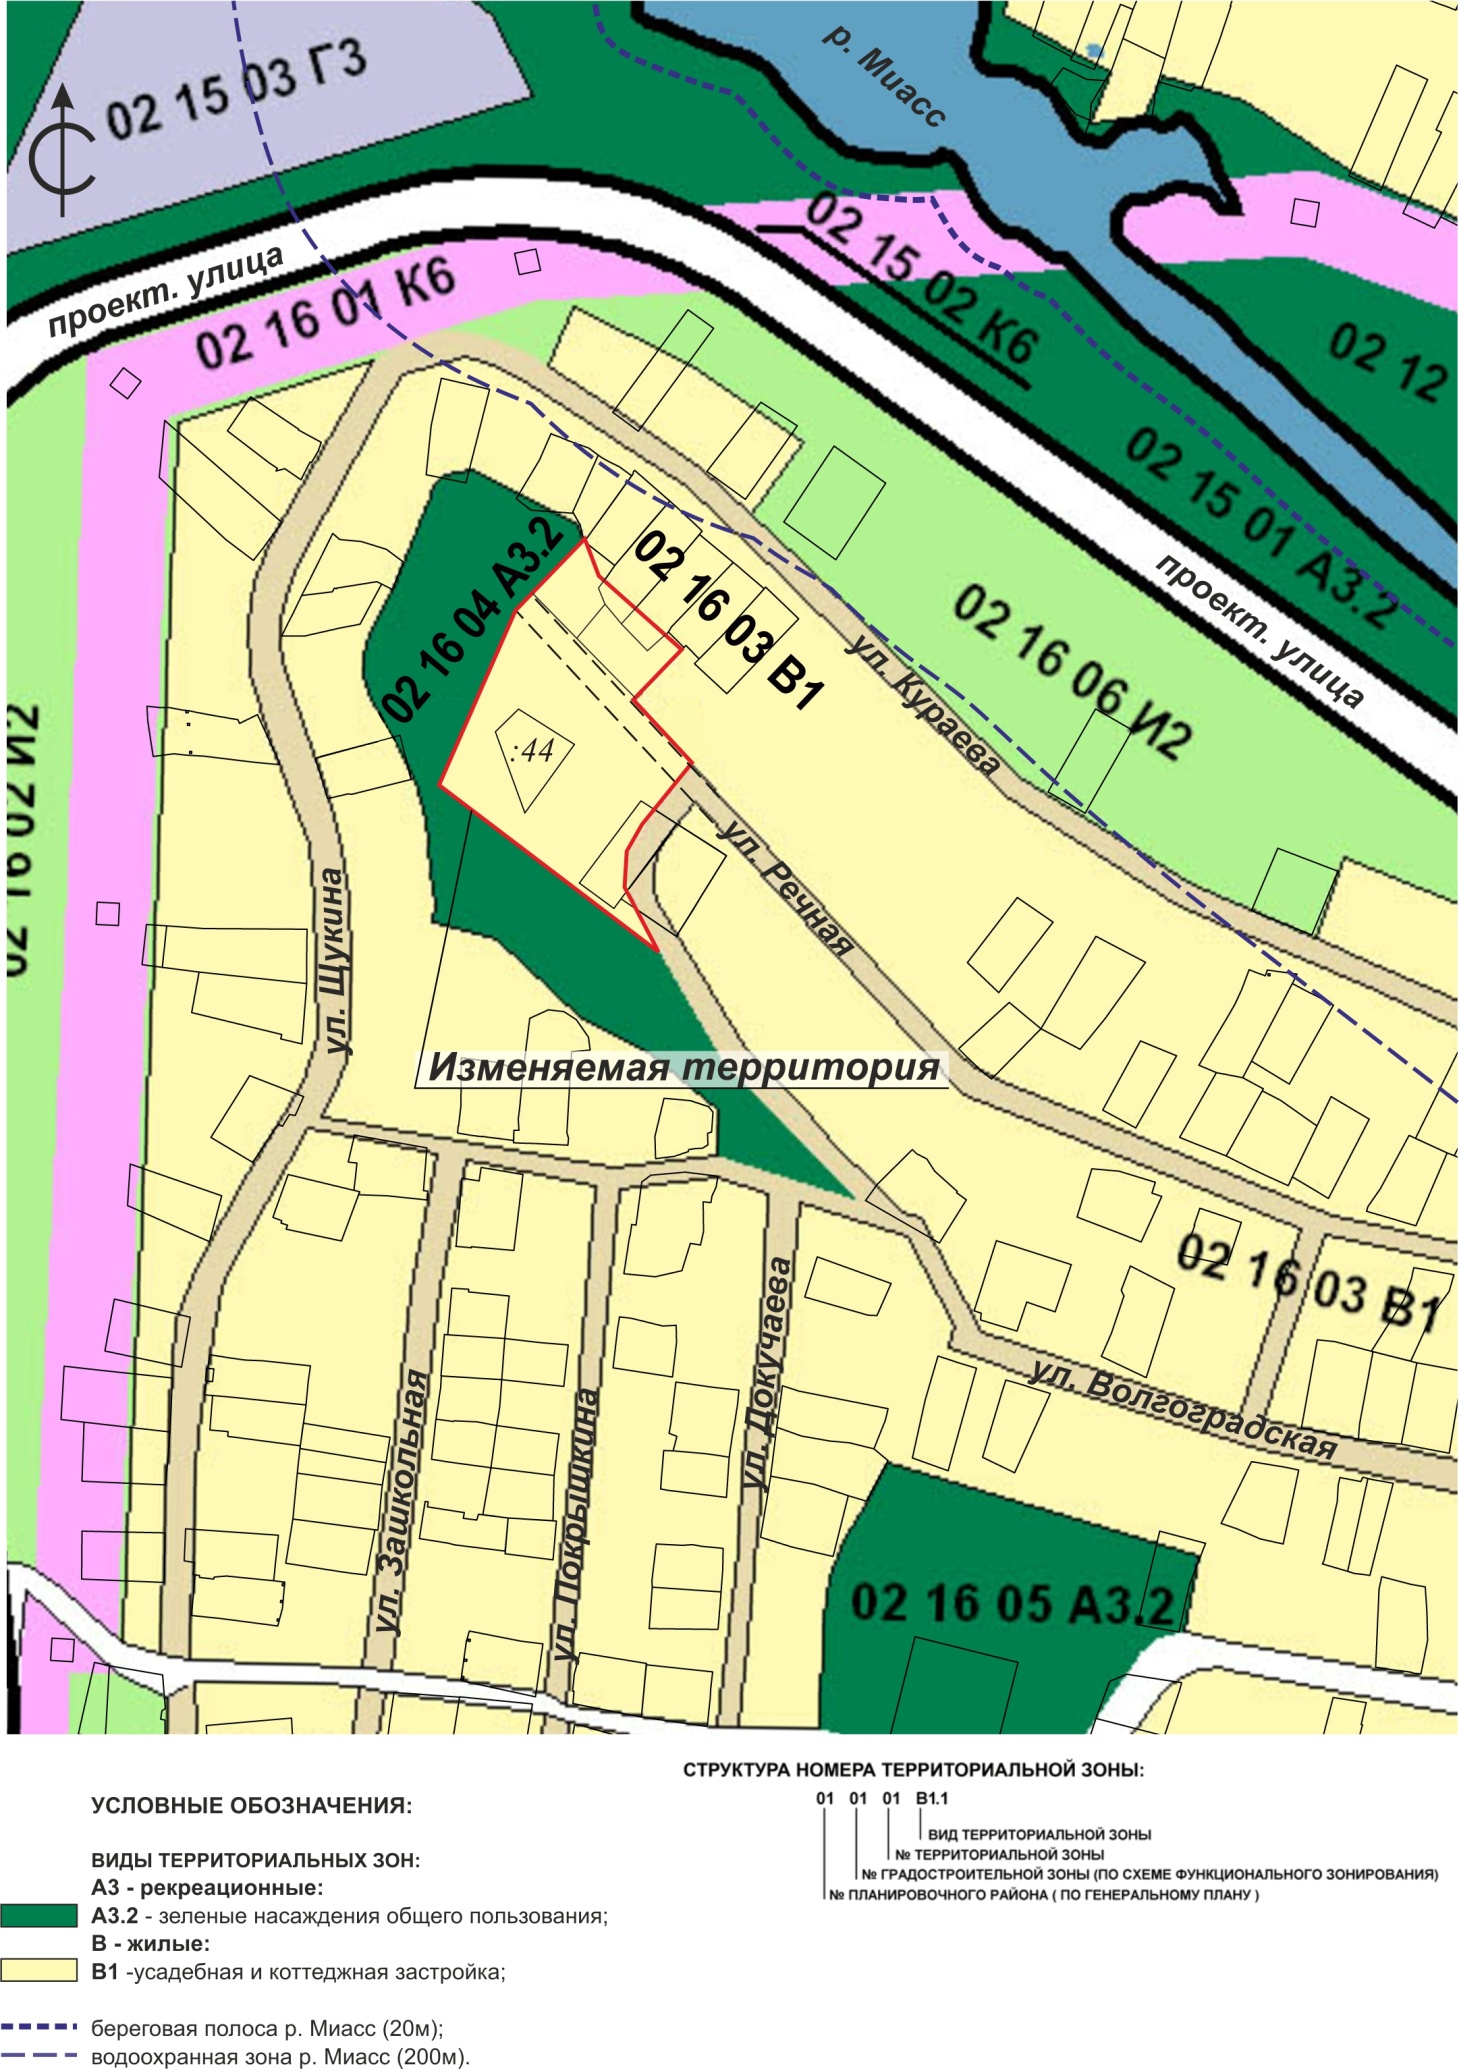 р. Миасс
02 15 03 Г3
С
проект. улица
02 16 01 К6
02 15 02 К6
02 12
02 15 01 А3.2
проект. улица
02 16 04 А3.2
02 16 03 В1
ул. Кураева
02 16 06 И2
02 16 02 И2
:44
ул. Речная
ул. Щукина
Изменяемая территория
02 16 03 В1
ул. Волгоградская
ул. Зашкольная
ул. Покрышкина
ул. Докучаева
02 16 05 А3.2
СТРУКТУРА НОМЕРА ТЕРРИТОРИАЛЬНОЙ ЗОНЫ:
01 01 01 В1.1
ВИД ТЕРРИТОРИАЛЬНОЙ ЗОНЫ
№ ТЕРРИТОРИАЛЬНОЙ ЗОНЫ
№ ГРАДОСТРОИТЕЛЬНОЙ ЗОНЫ (ПО СХЕМЕ ФУНКЦИОНАЛЬНОГО ЗОНИРОВАНИЯ)
№ ПЛАНИРОВОЧНОГО РАЙОНА ( ПО ГЕНЕРАЛЬНОМУ ПЛАНУ )
УСЛОВНЫЕ ОБОЗНАЧЕНИЯ:
ВИДЫ ТЕРРИТОРИАЛЬНЫХ ЗОН:
А3 - рекреационные:
А3.2 - зеленые насаждения общего пользования;
В - жилые:
В1 -усадебная и коттеджная застройка;
береговая полоса р. Миасс (20м);
водоохранная зона р. Миасс (200м).